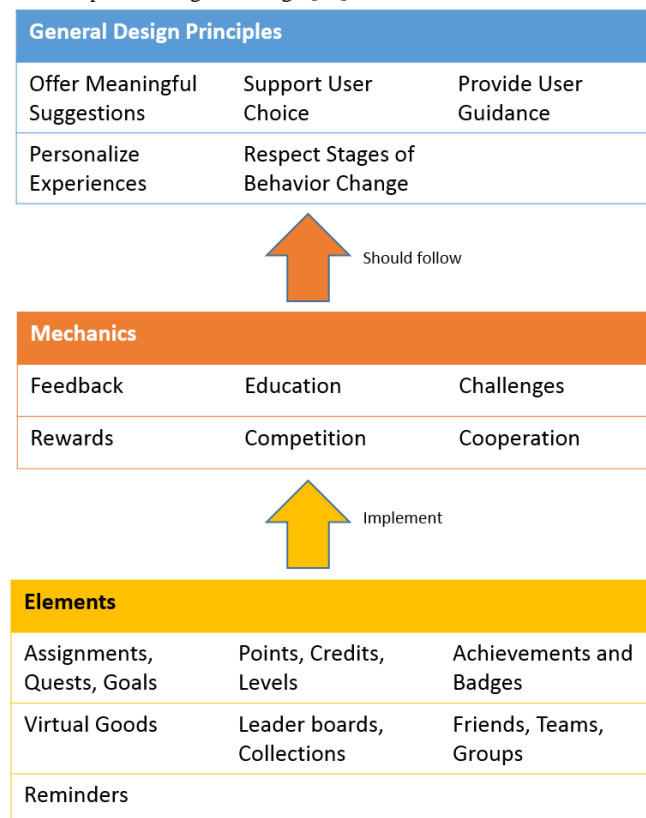 General Design Principles
Offer Meaningful Suggestions
Support User Choice
Provide User Guidance
Personalize Experiences
Respect Stages of Behavior Change
Should follow
Mechanics
Feedback
Education
Challenges
Rewards
Competition
Cooperation
Implement
Elements
Assignments, Quests, Goals
Points, Credits, Levels
Achievements and Badges
Virtual Goods
Leader boards, Collections
Friends, Teams, Groups
Reminders